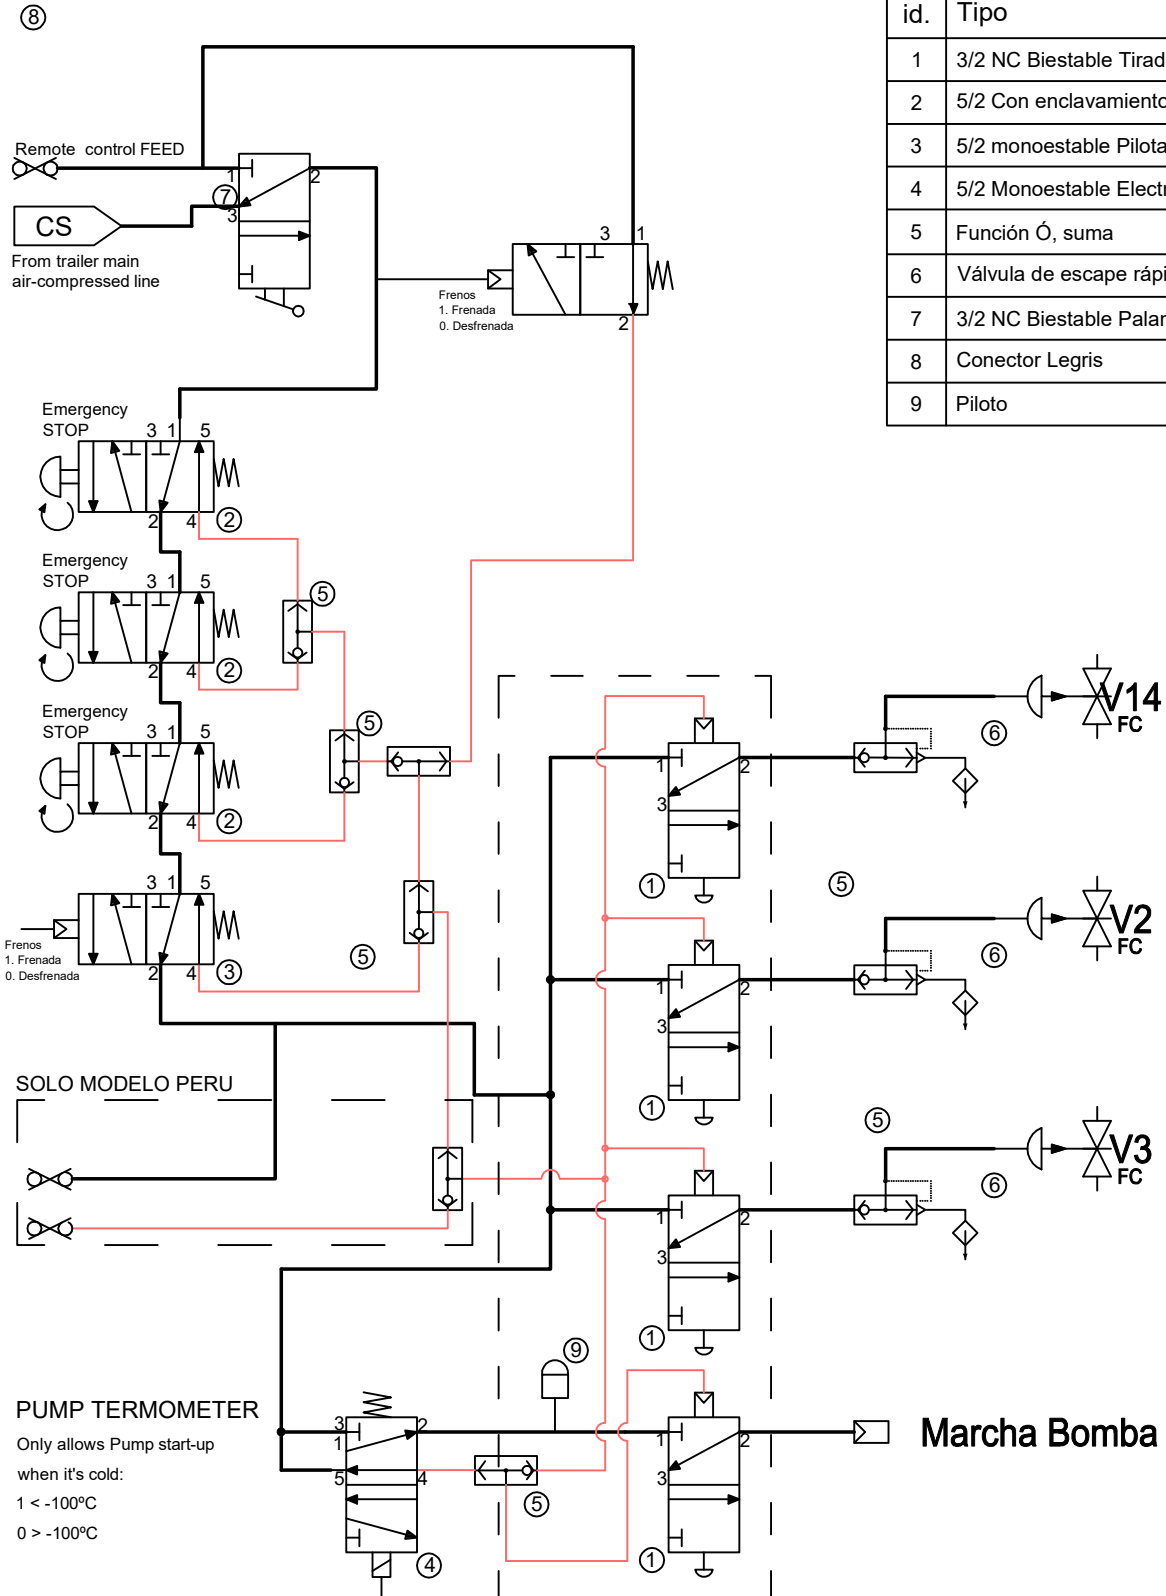 8
id. Tipo
1 3/2 NC Biestable Tirad
2 5/2 Con enclavamiento
3 5/2 monoestable Pilota
4 5/2 Monoestable Electr
5 Función Ó, suma
6 Válvula de escape rápi
7 3/2 NC Biestable Palan
8 Conector Legris
9 Piloto
Remote control FEED
1 2
7
3
CS
From trailer main
air-compressed line
3 1
2
Frenos
1. Frenada
0. Desfrenada
Emergency
STOP
3 1 5
2 4 2
Emergency
STOP
3 1 5
2 4 2
5
Emergency
STOP
3 1 5
2 4 2
5
3 1 5
2 4 3
Frenos
1. Frenada
0. Desfrenada
5
1 2
3
1
6
V14
FC
5
1 2
3
1
6
V2
FC
5
1 2
3
1
6
V3
FC
SOLO MODELO PERU
9
PUMP TERMOMETER
Only allows Pump start-up
when it's cold:
1 < -100ºC
0 > -100ºC
3 2
1
5 4
4
5
1 2
3
1
Marcha Bomba